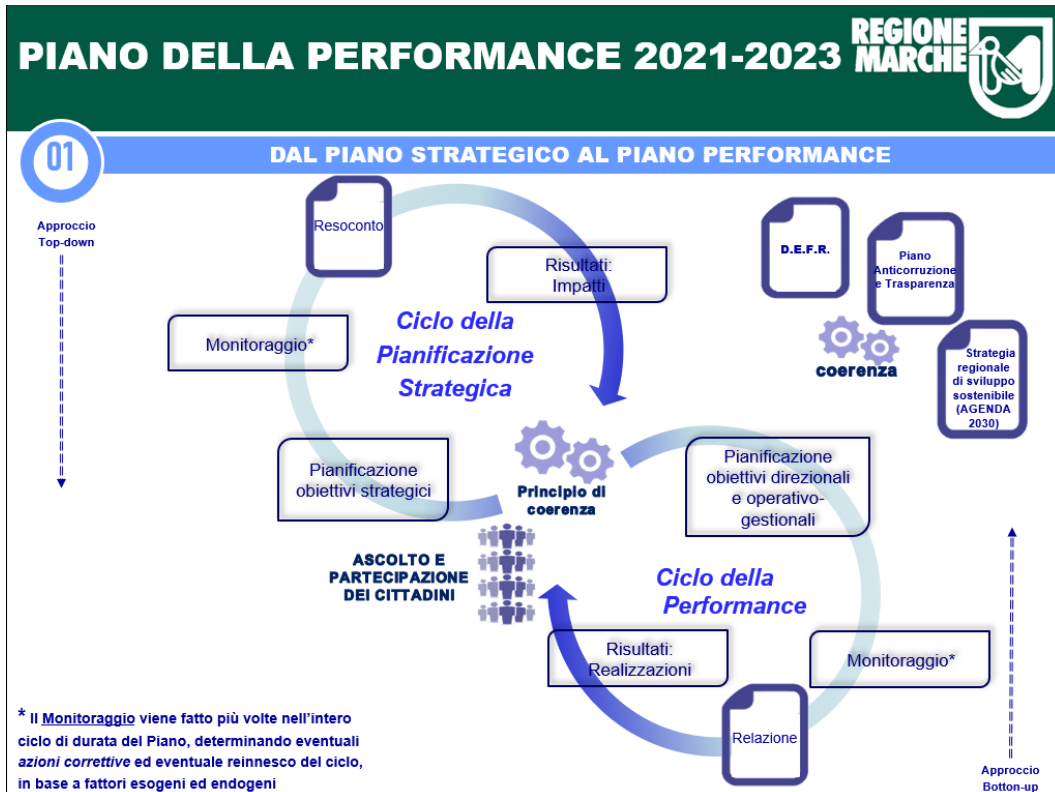 PIANO DELLA PERFORMANCE 2021-2023
REGIONE
MARCHE
01
DAL PIANO STRATEGICO AL PIANO PERFORMANCE
Approccio
Top-down
Resoconto
Risultati:
Impatti
Monitoraggio*
Ciclo della
Pianificazione
Strategica
Pianificazione
obiettivi strategici
D.E.F.R.
Piano
Anticorruzione
e Trasparenza
coerenza
Strategia
regionale
di sviluppo
sostenibile
(AGENDA
2030)
Principio di
coerenza
Pianificazione
obiettivi direzionali
e operativo-
gestionali
ASCOLTO E
PARTECIPAZIONE
DEI CITTADINI
Ciclo della
Performance
Risultati:
Realizzazioni
Monitoraggio*
Relazione
* Il Monitoraggio viene fatto più volte nell'intero
ciclo di durata del Piano, determinando eventuali
azioni correttive ed eventuale reinnesco del ciclo,
in base a fattori esogeni ed endogeni
Approccio
Botton-up